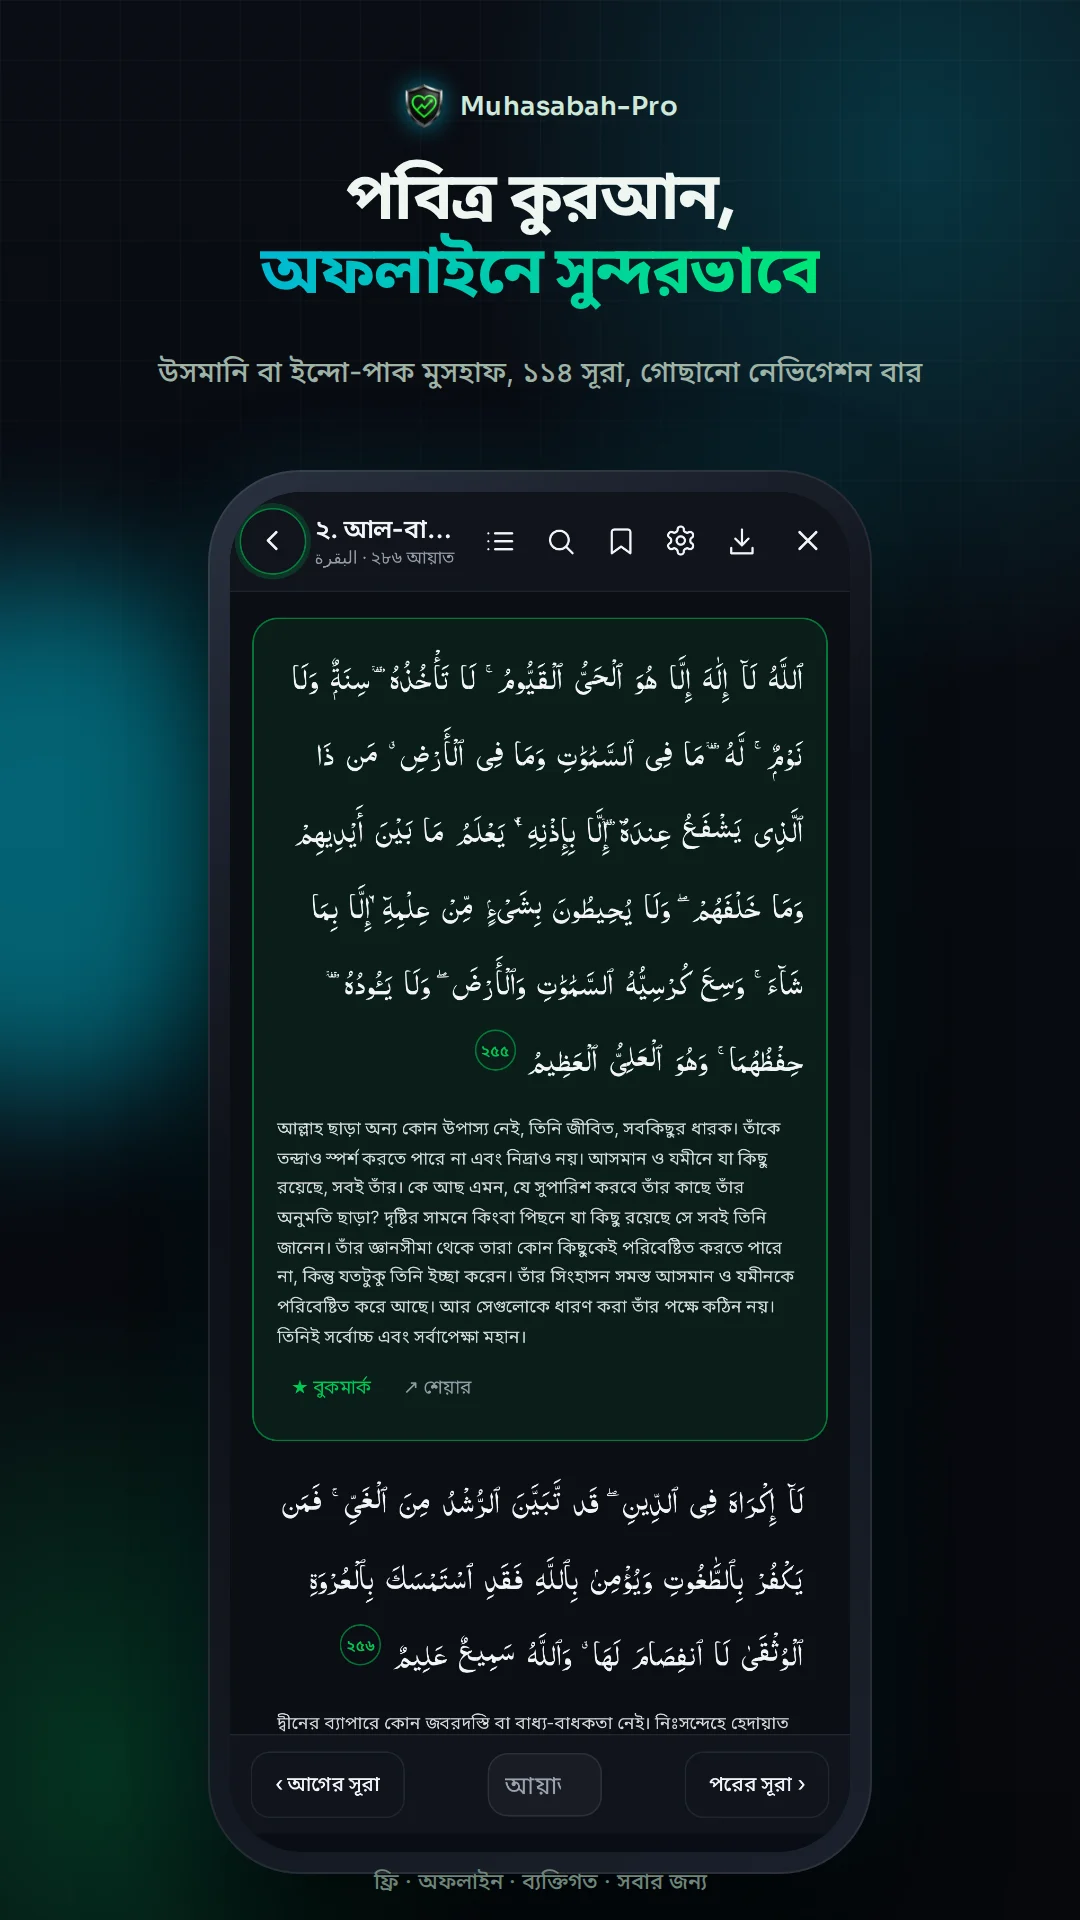 Muhasabah-Pro
পবিত্র কুরআন,
অফলাইনে সুন্দরভাবে
উসমানি বা ইন্দো-পাক মুসহাফ, ১১৪ সূরা, গোছানো নেভিগেশন বার
২. আল-বা...
البقرة · ২৮৬ আয়াত
ٱللَّهُ لَآ إِلَٰهَ إِلَّا هُوَ ٱلْحَىُّ ٱلْقَيُّومُ ۚ لَا تَأْخُذُهُۥ سِنَةٌ وَلَا
نَوْمٌ ۚ لَّهُۥ مَا فِى ٱلسَّمَٰوَٰتِ وَمَا فِى ٱلْأَرْضِ ۗ مَن ذَا
ٱلَّذِى يَشْفَعُ عِندَهُۥٓ إِلَّا بِإِذْنِهِۦ ۚ يَعْلَمُ مَا بَيْنَ أَيْدِيهِمْ
وَمَا خَلْفَهُمْ ۖ وَلَا يُحِيطُونَ بِشَىْءٍ مِّنْ عِلْمِهِۦٓ إِلَّا بِمَا
شَآءَ ۚ وَسِعَ كُرْسِيُّهُ ٱلسَّمَٰوَٰتِ وَٱلْأَرْضَ ۖ وَلَا يَـُٔودُهُۥ
حِفْظُهُمَا ۚ وَهُوَ ٱلْعَلِىُّ ٱلْعَظِيمُ ২৫৫
আল্লাহ ছাড়া অন্য কোন উপাস্য নেই, তিনি জীবিত, সবকিছুর ধারক। তাঁকে
তন্দ্রাও স্পর্শ করতে পারে না এবং নিদ্রাও নয়। আসমান ও যমীনে যা কিছু
রয়েছে, সবই তাঁর। কে আছ এমন, যে সুপারিশ করবে তাঁর কাছে তাঁর
অনুমতি ছাড়া? দৃষ্টির সামনে কিংবা পিছনে যা কিছু রয়েছে সে সবই তিনি
জানেন। তাঁর জ্ঞানসীমা থেকে তারা কোন কিছুকেই পরিবেষ্টিত করতে পারে
না, কিন্তু যতটুকু তিনি ইচ্ছা করেন। তাঁর সিংহাসন সমস্ত আসমান ও যমীনকে
পরিবেষ্টিত করে আছে। আর সেগুলোকে ধারণ করা তাঁর পক্ষে কঠিন নয়।
তিনিই সর্বোচ্চ এবং সর্বাপেক্ষা মহান।
★ বুকমার্ক ↗ শেয়ার
لَآ إِكْرَاهَ فِى ٱلدِّينِ ۖ قَد تَّبَيَّنَ ٱلرُّشْدُ مِنَ ٱلْغَىِّ ۚ فَمَن
يَكْفُرْ بِٱلطَّٰغُوتِ وَيُؤْمِنۢ بِٱللَّهِ فَقَدِ ٱسْتَمْسَكَ بِٱلْعُرْوَةِ
ٱلْوُثْقَىٰ لَا ٱنفِصَامَ لَهَا ۗ وَٱللَّهُ سَمِيعٌ عَلِيمٌ ২৫৬
দ্বীনের ব্যাপারে কোন জবরদস্তি বা বাধ্য-বাধকতা নেই। নিঃসন্দেহে হেদায়াত
‹ আগের সূরা
পরের সূরা ›
ফ্রি · অফলাইন · ব্যক্তিগত · সবার জন্য